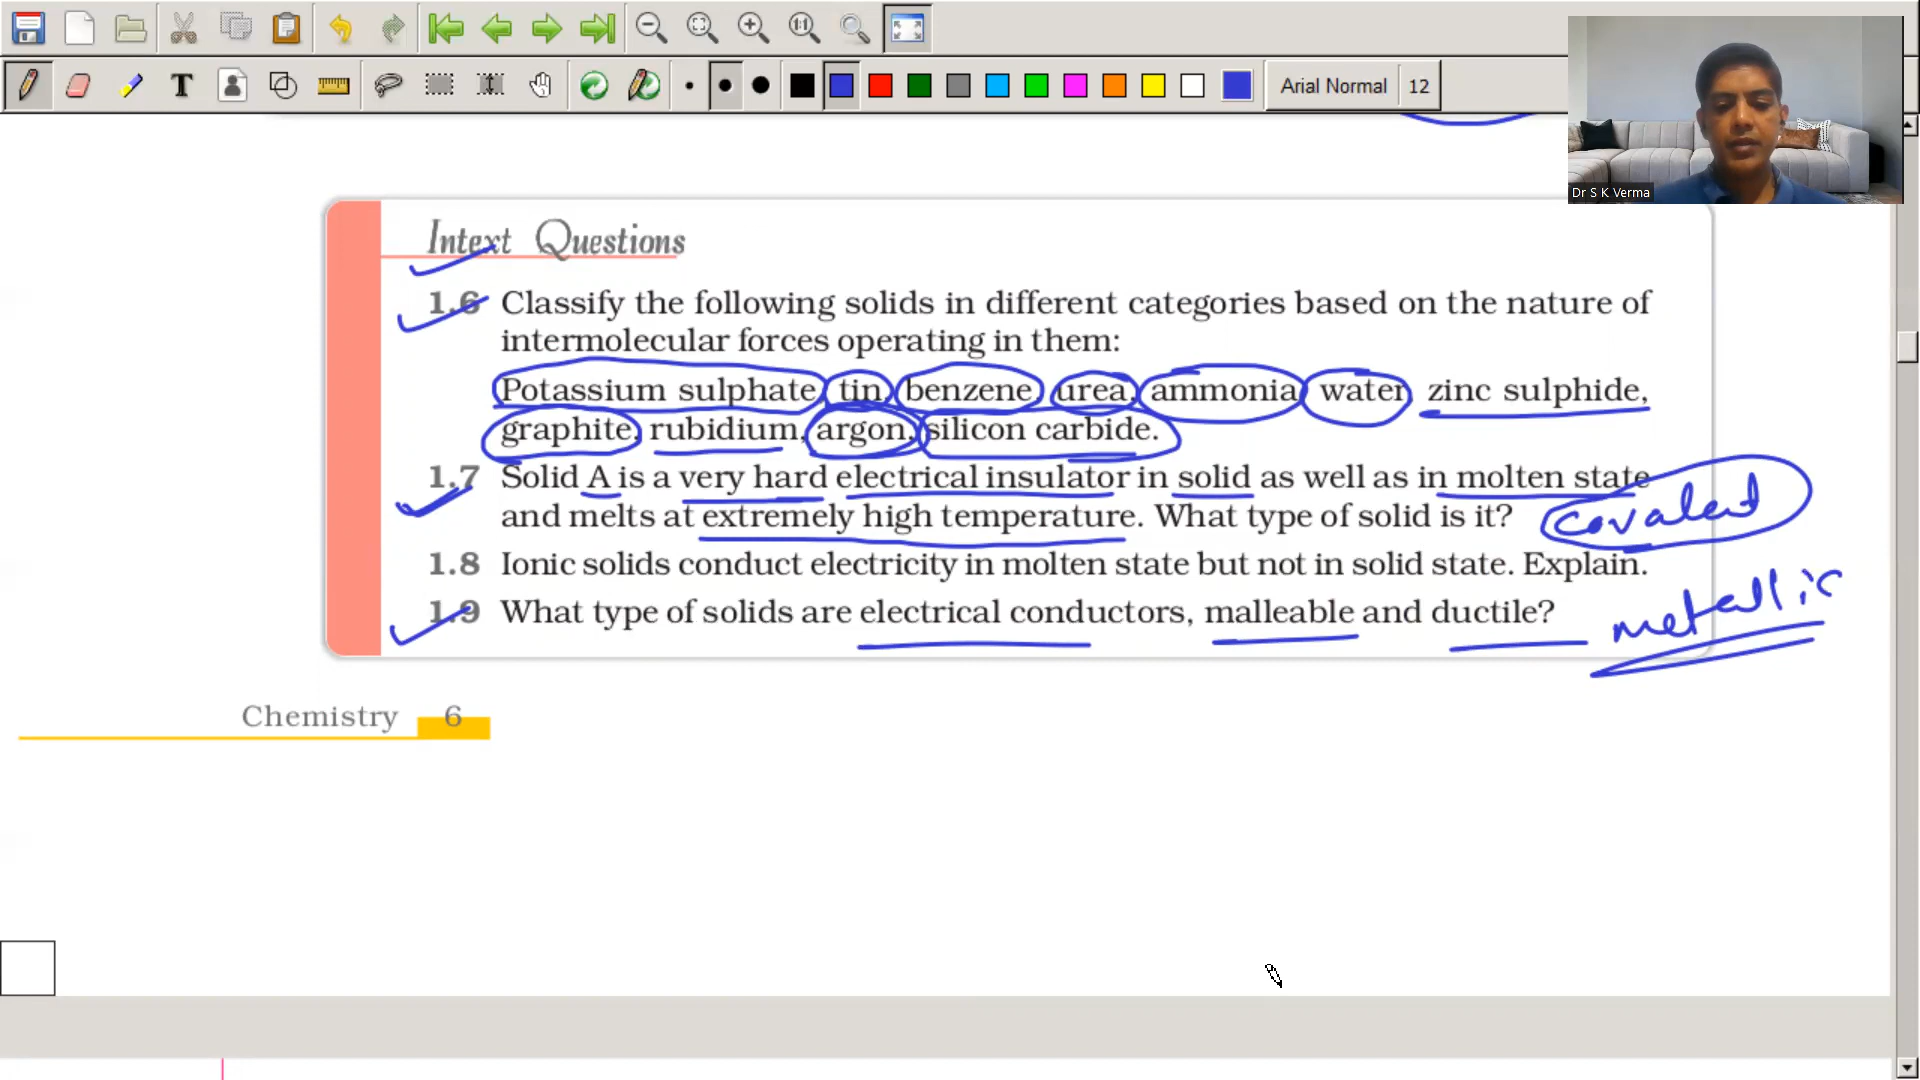 T
1:1
Arial Normal 12
Dr S K Verma
Intext Questions
1.6 Classify the following solids in different categories based on the nature of
intermolecular forces operating in them:
Potassium sulphate, tin, benzene, urea, ammonia, water, zinc sulphide,
graphite, rubidium, argon, silicon carbide.
1.7 Solid A is a very hard electrical insulator in solid as well as in molten state
and melts at extremely high temperature. What type of solid is it? covalent
1.8 Ionic solids conduct electricity in molten state but not in solid state. Explain.
1.9 What type of solids are electrical conductors, malleable and ductile? metallic
Chemistry 6